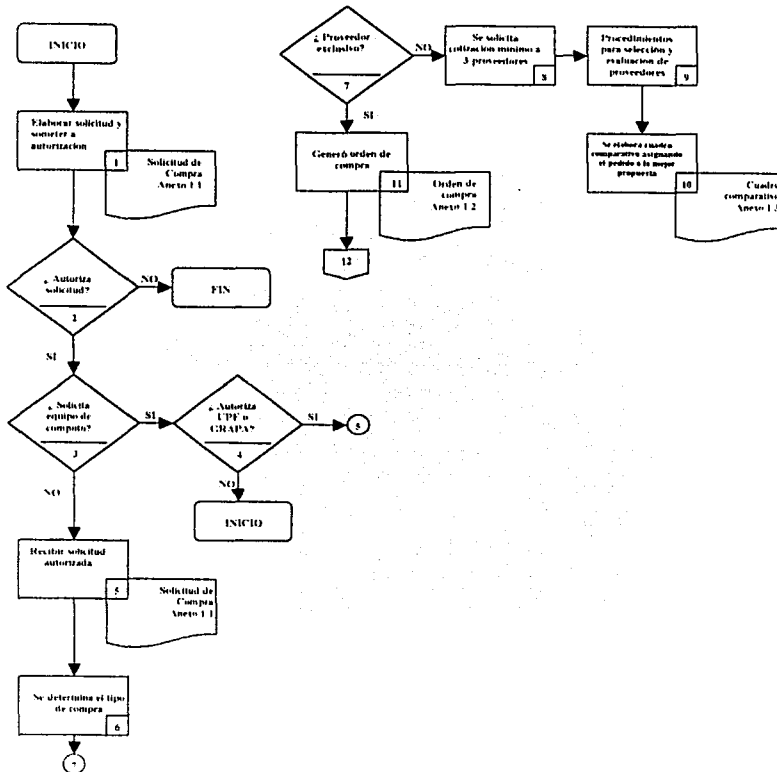 INICIO
Elaborar solicitud y
someter a
autorización
1
Solicitud de
Compra
Anexo 1.1
¿ Autoriza
solicitud?
2
NO
FIN
SI
¿ Solicita
equipo de
computo?
3
SI
¿ Autoriza
UPF o
GRAPA?
4
SI
5
NO
INICIO
NO
Recibir solicitud
autorizada
5
Solicitud de
Compra
Anexo 1.1
Se determina el tipo
de compra
6
7
¿ Proveedor
exclusivo?
7
NO
Se solicita
cotización mínimo a
3 proveedores
8
Procedimientos
para selección y
evaluación de
proveedores
9
SI
Generó orden de
compra
11
Orden de
compra
Anexo 1.2
12
Se elabora cuadro
comparativo asignando
el pedido a la mejor
propuesta
10
Cuadro
comparativo
Anexo 1.3